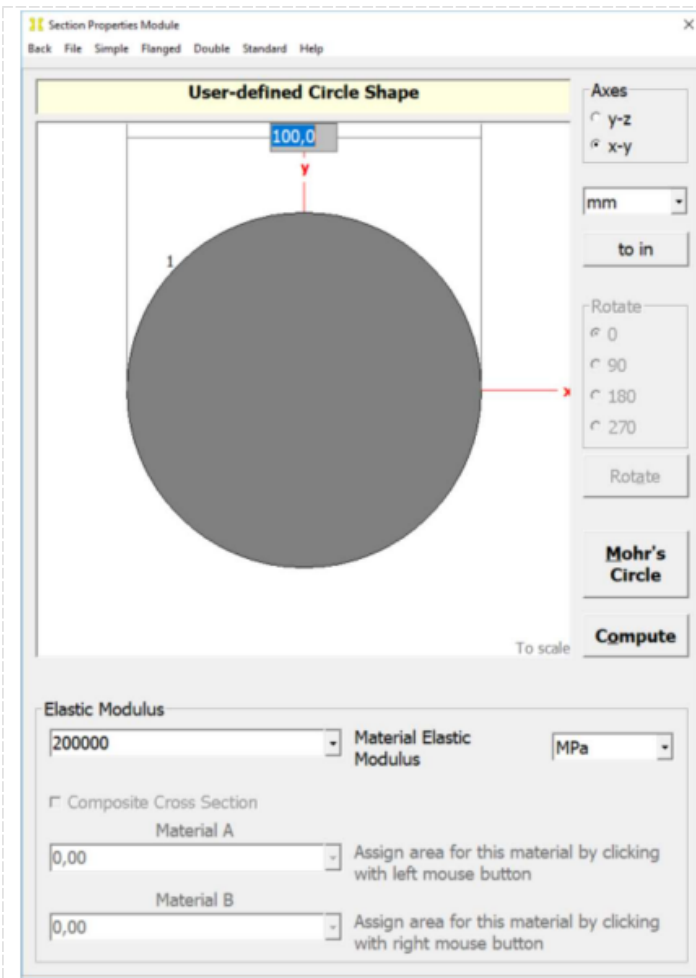 Section Properties Module
Back File Simple Flanged Double Standard Help
User-defined Circle Shape
100,0
y
1
x
To scale
Axes
y-z
x-y
mm
to in
Rotate
0
90
180
270
Rotate
Mohr's
Circle
Compute
Elastic Modulus
200000
Material Elastic
Modulus
MPa
Composite Cross Section
Material A
0,00
Assign area for this material by clicking
with left mouse button
Material B
0,00
Assign area for this material by clicking
with right mouse button